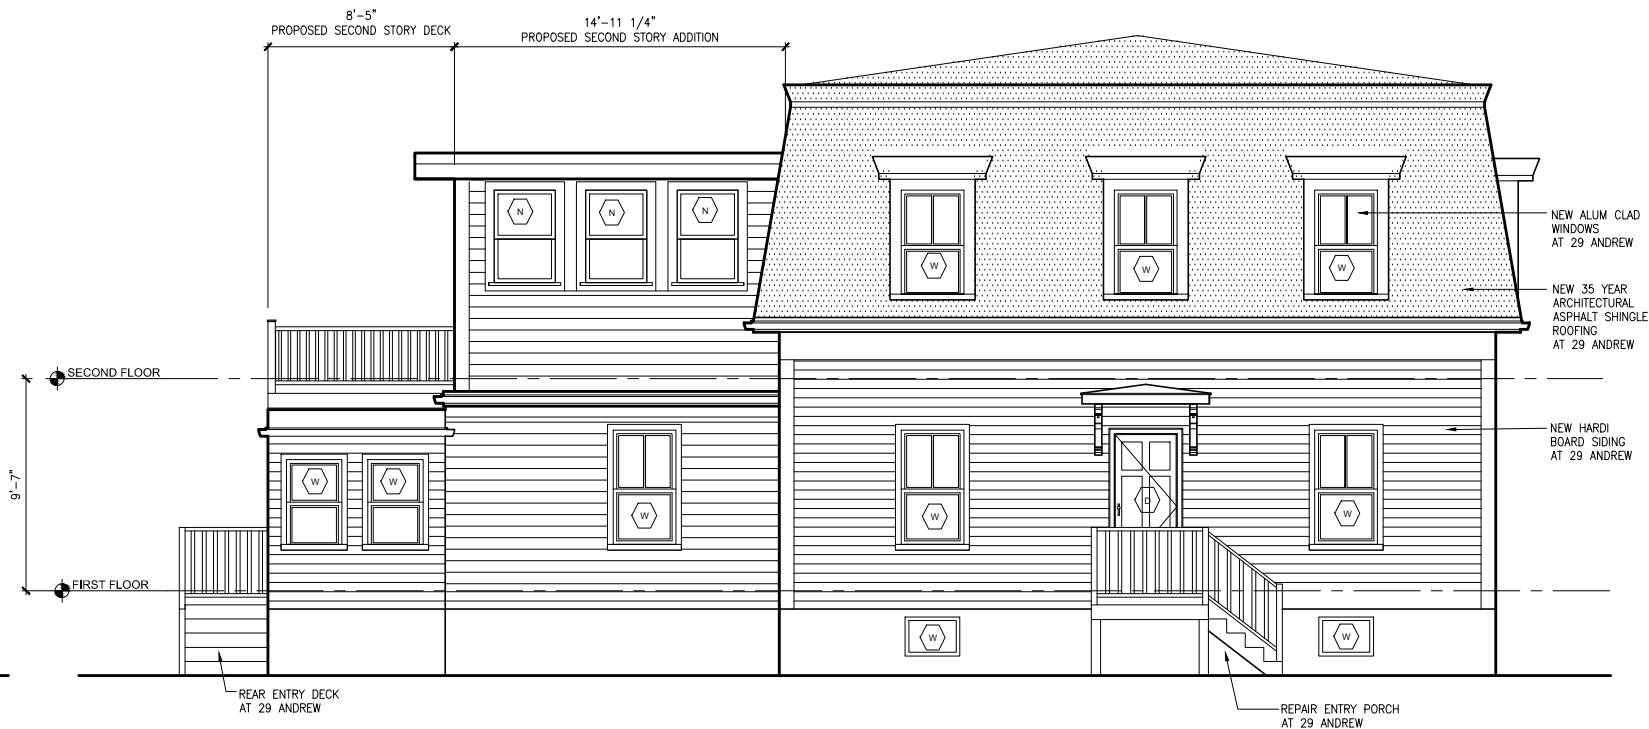 8'-5"
PROPOSED SECOND STORY DECK
14'-11 1/4"
PROPOSED SECOND STORY ADDITION
N
N
N
W
W
W
NEW ALUM CLAD
WINDOWS
AT 29 ANDREW
NEW 35 YEAR
ARCHITECTURAL
ASPHALT SHINGLE
ROOFING
AT 29 ANDREW
SECOND FLOOR
NEW HARDI
BOARD SIDING
AT 29 ANDREW
9'-7"
W
W
W
W
D
W
FIRST FLOOR
W
W
REAR ENTRY DECK
AT 29 ANDREW
REPAIR ENTRY PORCH
AT 29 ANDREW